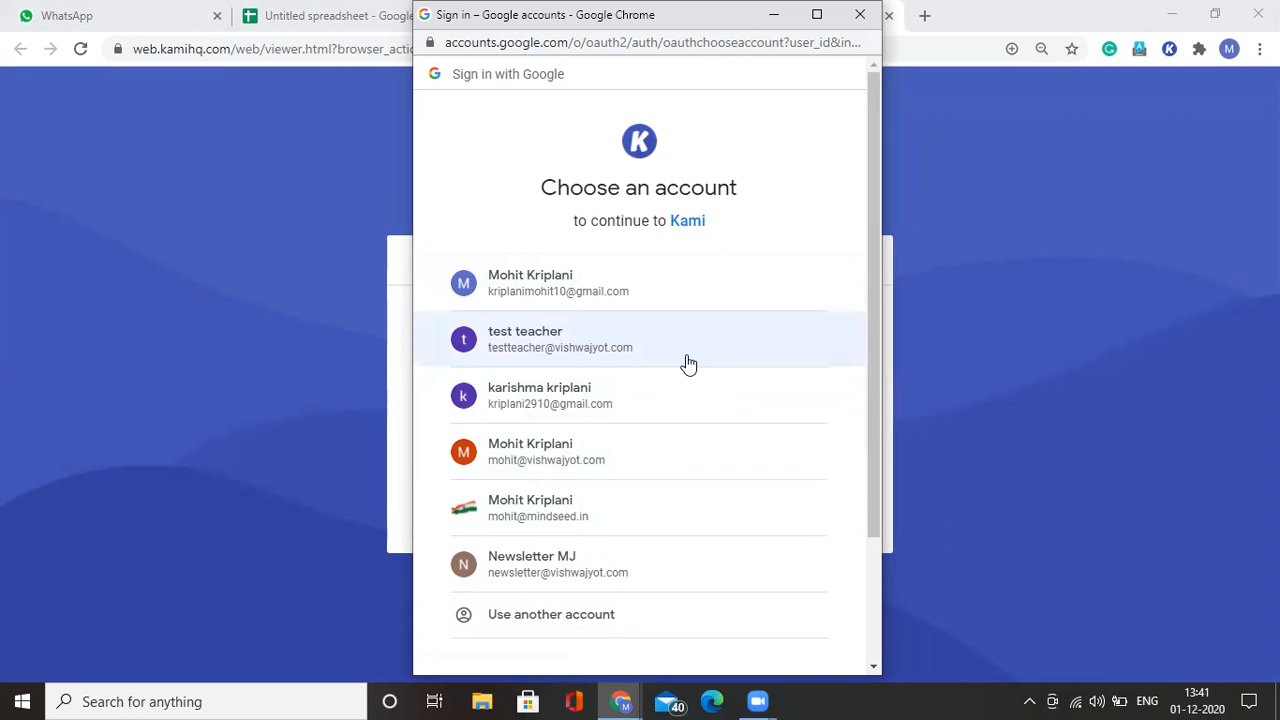 WhatsApp
Untitled spreadsheet - Google
Sign in – Google accounts - Google Chrome
web.kamihq.com/web/viewer.html?browser_actic
accounts.google.com/o/oauth2/auth/oauthchooseaccount?user_id&in...
M
Sign in with Google
K
Choose an account
to continue to Kami
M
Mohit Kriplani
kriplanimohit10@gmail.com
t
test teacher
testteacher@vishwajyot.com
k
karishma kriplani
kriplani2910@gmail.com
M
Mohit Kriplani
mohit@vishwajyot.com
Mohit Kriplani
mohit@mindseed.in
N
Newsletter MJ
newsletter@vishwajyot.com
Use another account
Search for anything
40
ENG
13:41
01-12-2020